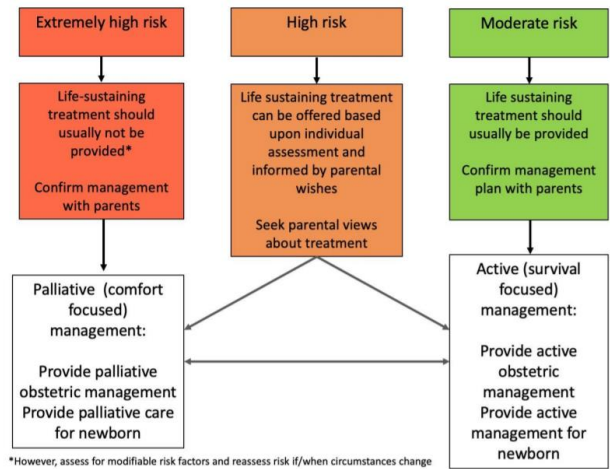 Extremely high risk
High risk
Moderate risk
Life-sustaining
treatment should
usually not be
provided*
Confirm management
with parents
Life sustaining treatment
can be offered based
upon individual
assessment and
informed by parental
wishes
Seek parental views
about treatment
Life sustaining
treatment should
usually be provided
Confirm management
plan with parents
Palliative (comfort
focused)
management:
Provide palliative
obstetric management
Provide palliative care
for newborn
Active (survival
focused)
management:
Provide active
obstetric
management
Provide active
management for
newborn
*However, assess for modifiable risk factors and reassess risk if/when circumstances change